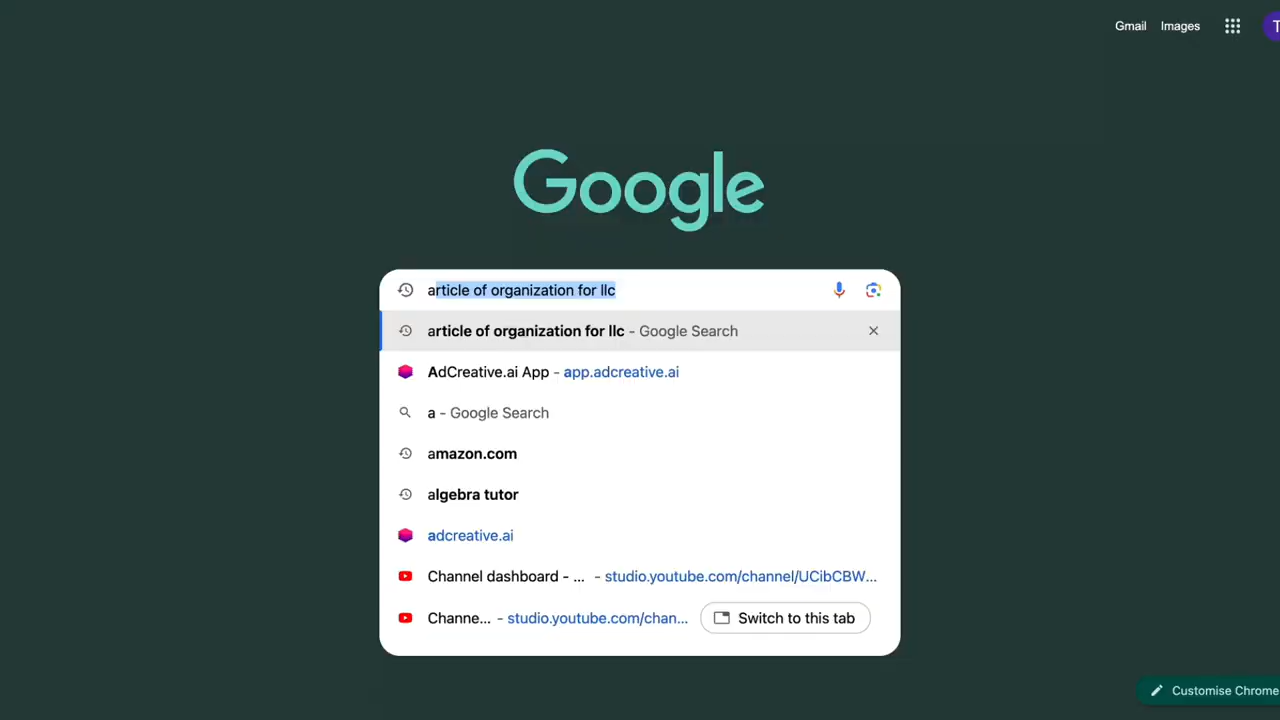 Gmail Images T
Google
article of organization for llc
article of organization for llc - Google Search
AdCreative.ai App - app.adcreative.ai
a - Google Search
amazon.com
algebra tutor
adcreative.ai
Channel dashboard - ... - studio.youtube.com/channel/UCibCBW...
Channe... - studio.youtube.com/chan... Switch to this tab
Customise Chrome